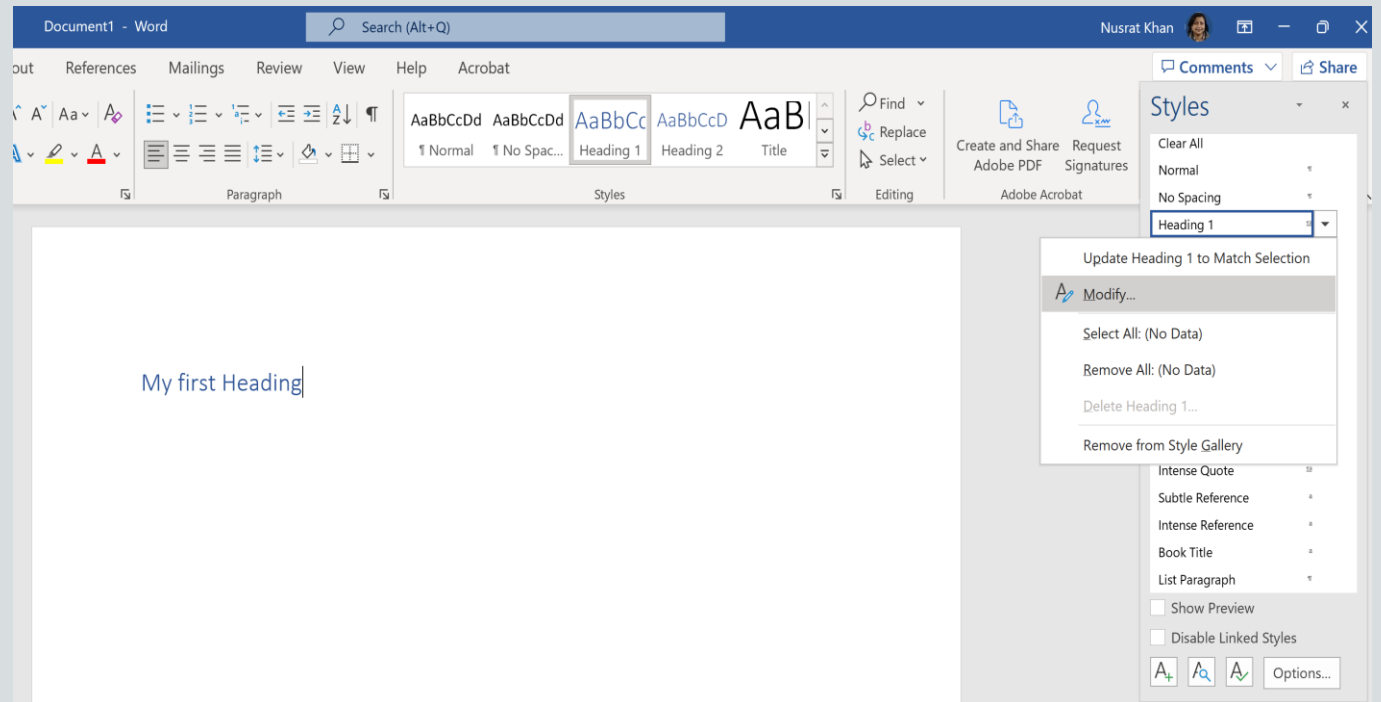 Document1 - Word
Search (Alt+Q)
Nusrat Khan
out References Mailings Review View Help Acrobat
Comments
Share
Aa
AaBbCcDd AaBbCcDd AaBbCc AaBbCcD AaB
¶ Normal ¶ No Spac... Heading 1 Heading 2 Title
Find
Replace
Select
Create and Share
Adobe PDF
Request
Signatures
Paragraph
Styles
Editing
Adobe Acrobat
Styles
Clear All
Normal
No Spacing
Heading 1
Update Heading 1 to Match Selection
Modify...
Select All: (No Data)
Remove All: (No Data)
Delete Heading 1...
Remove from Style Gallery
Intense Quote
Subtle Reference
Intense Reference
Book Title
List Paragraph
Show Preview
Disable Linked Styles
Options...
My first Heading